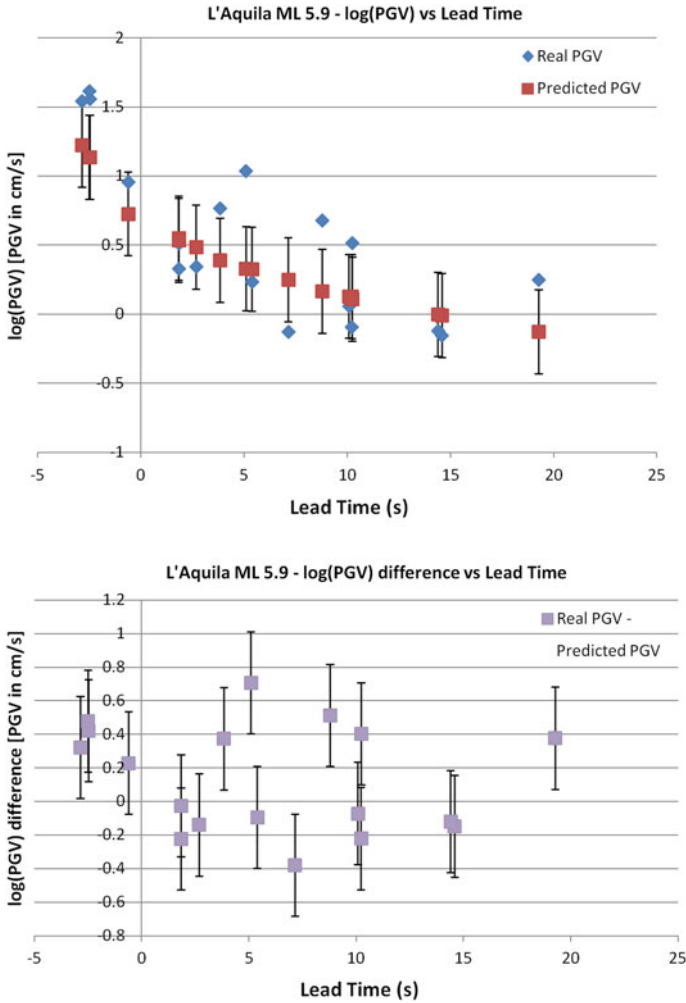 L'Aquila ML 5.9 - log(PGV) vs Lead Time
2
Real PGV
Predicted PGV
1.5
1
0.5
0
-0.5
-1
-5 0 5 10 15 20 25
log(PGV) [PGV in cm/s]
Lead Time (s)
L'Aquila ML 5.9 - log(PGV) difference vs Lead Time
1.2
Real PGV -
Predicted PGV
1
0.8
0.6
0.4
0.2
0
-0.2
-0.4
-0.6
-0.8
-5 0 5 10 15 20 25
log(PGV) difference [PGV in cm/s]
Lead Time (s)